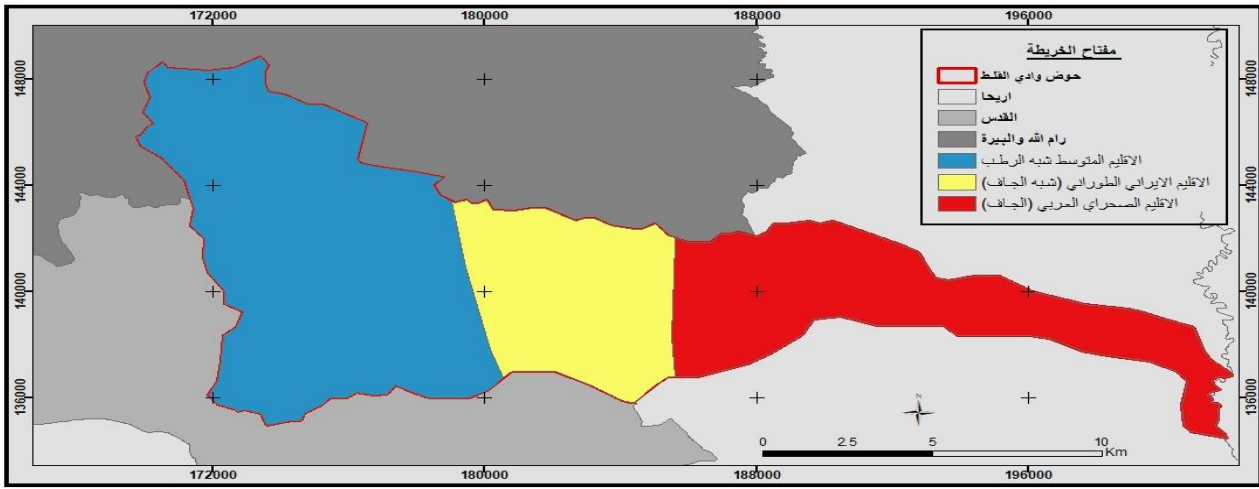 172000 180000 188000 196000
148000 148000
144000 144000
140000 140000
136000 136000
مفتاح الخريطة
حوض وادي القلط
اريحا
القدس
رام الله والبيرة
الاقليم المتوسط شبه الرطب
الاقليم الايراني الطوراني (شبه الجاف)
الاقليم الصحراي العربي (الجاف)
N
0 2.5 5 10
Km
172000 180000 188000 196000